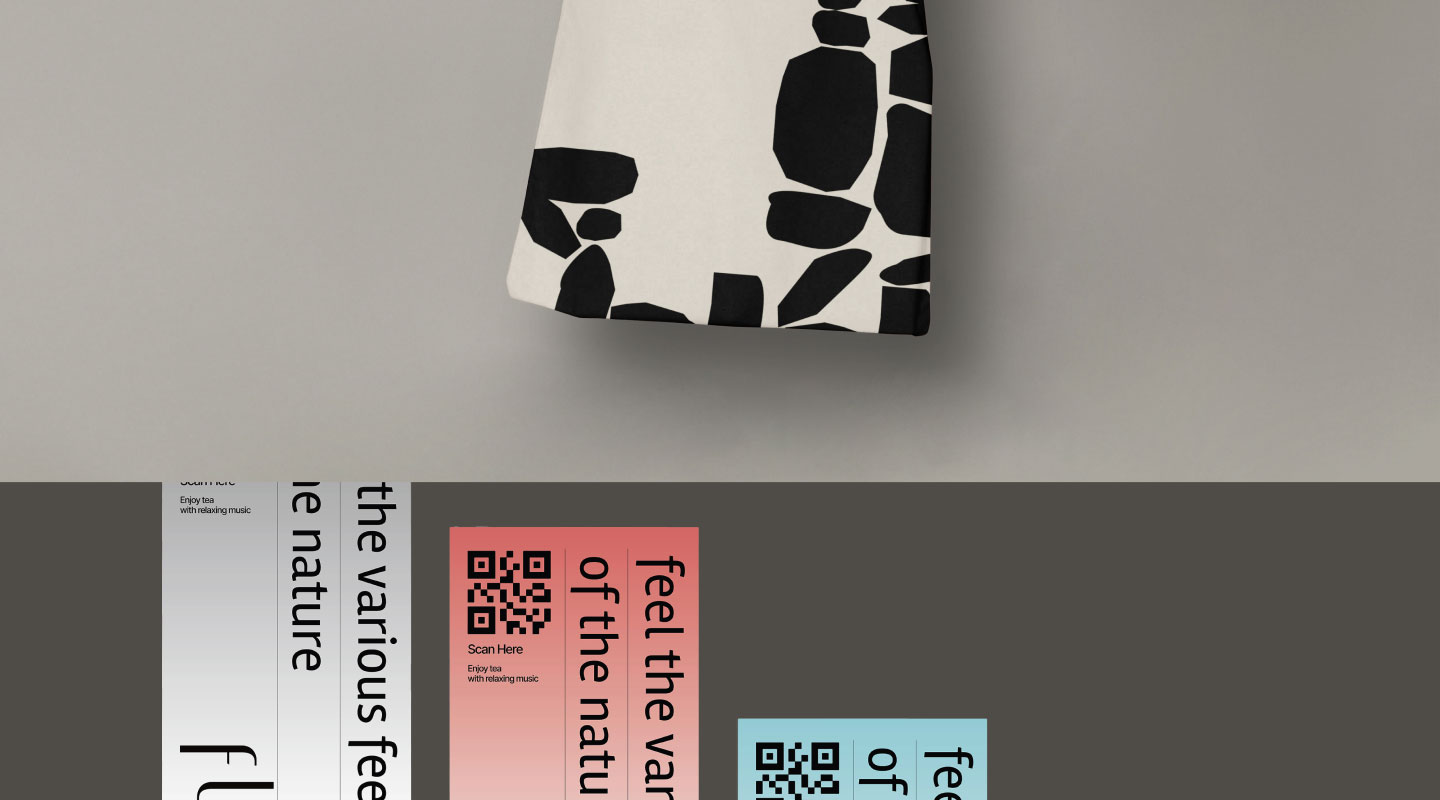 Scan Here
Enjoy tea
with relaxing music
the various fee
he nature
fl
Scan Here
Enjoy tea
with relaxing music
feel the var
of the natu
fee
of